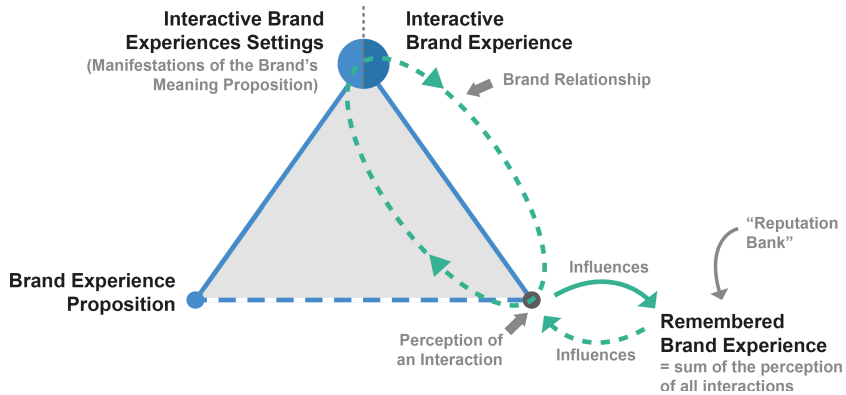 Interactive Brand
Experiences Settings
(Manifestations of the Brand’s
Meaning Proposition)
Interactive
Brand Experience
Brand Relationship
“Reputation
Bank”
Brand Experience
Proposition
Influences
Perception of
an Interaction
Influences
Remembered
Brand Experience
= sum of the perception
of all interactions